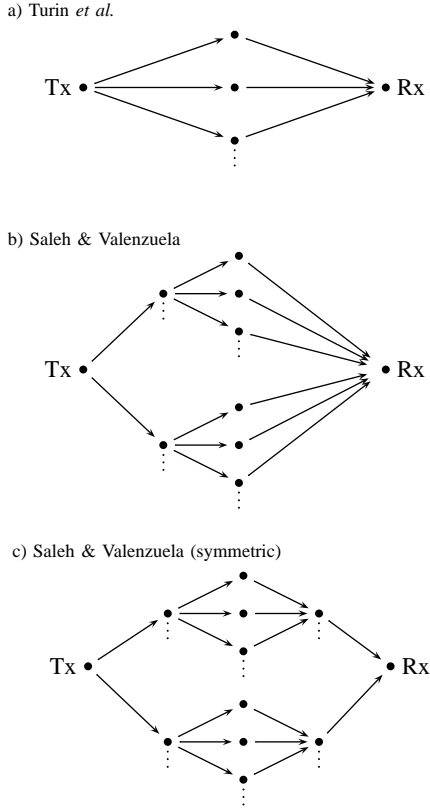 a) Turin et al.
Tx
Rx
b) Saleh & Valenzuela
Tx
Rx
c) Saleh & Valenzuela (symmetric)
Tx
Rx